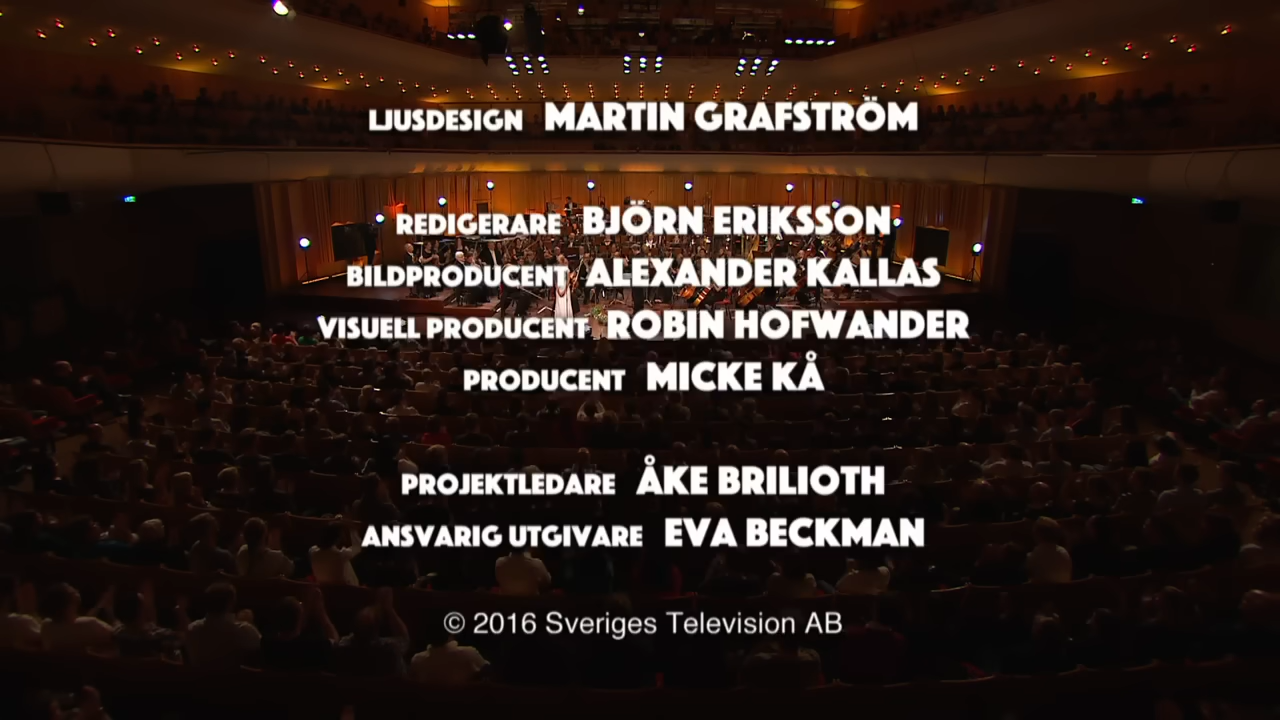 LJUSDESIGN MARTIN GRAFSTRÖM
REDIGERARE BJÖRN ERIKSSON
BILDPRODUCENT ALEXANDER KALLAS
VISUELL PRODUCENT ROBIN HOFWANDER
PRODUCENT MICKE KÅ
PROJEKTLEDARE ÅKE BRILIOTH
ANSVARIG UTGIVARE EVA BECKMAN
© 2016 Sveriges Television AB